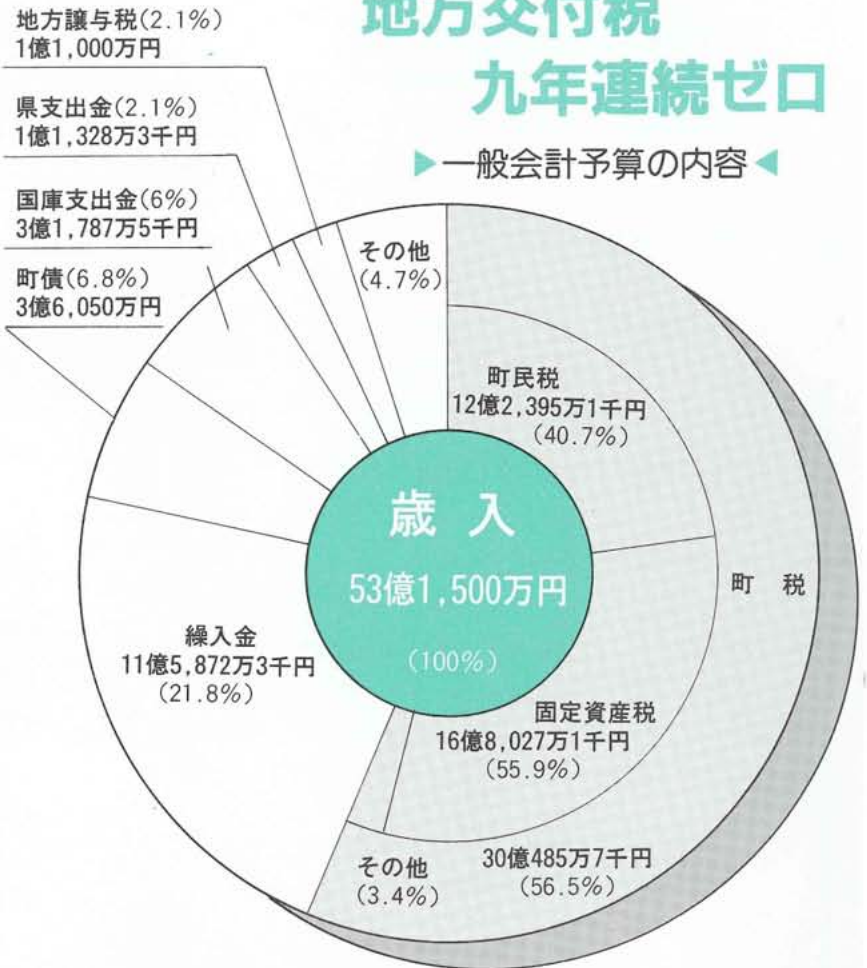 地方交付税
九年連続ゼロ
▶一般会計予算の内容◀
地方譲与税(2.1%)
1億1,000万円
県支出金(2.1%)
1億1,328万3千円
国庫支出金(6%)
3億1,787万5千円
町債(6.8%)
3億6,050万円
その他
(4.7%)
町民税
12億2,395万1千円
(40.7%)
歳入
53億1,500万円
(100%)
町税
繰入金
11億5,872万3千円
(21.8%)
固定資産税
16億8,027万1千円
(55.9%)
その他
(3.4%)
30億485万7千円
(56.5%)